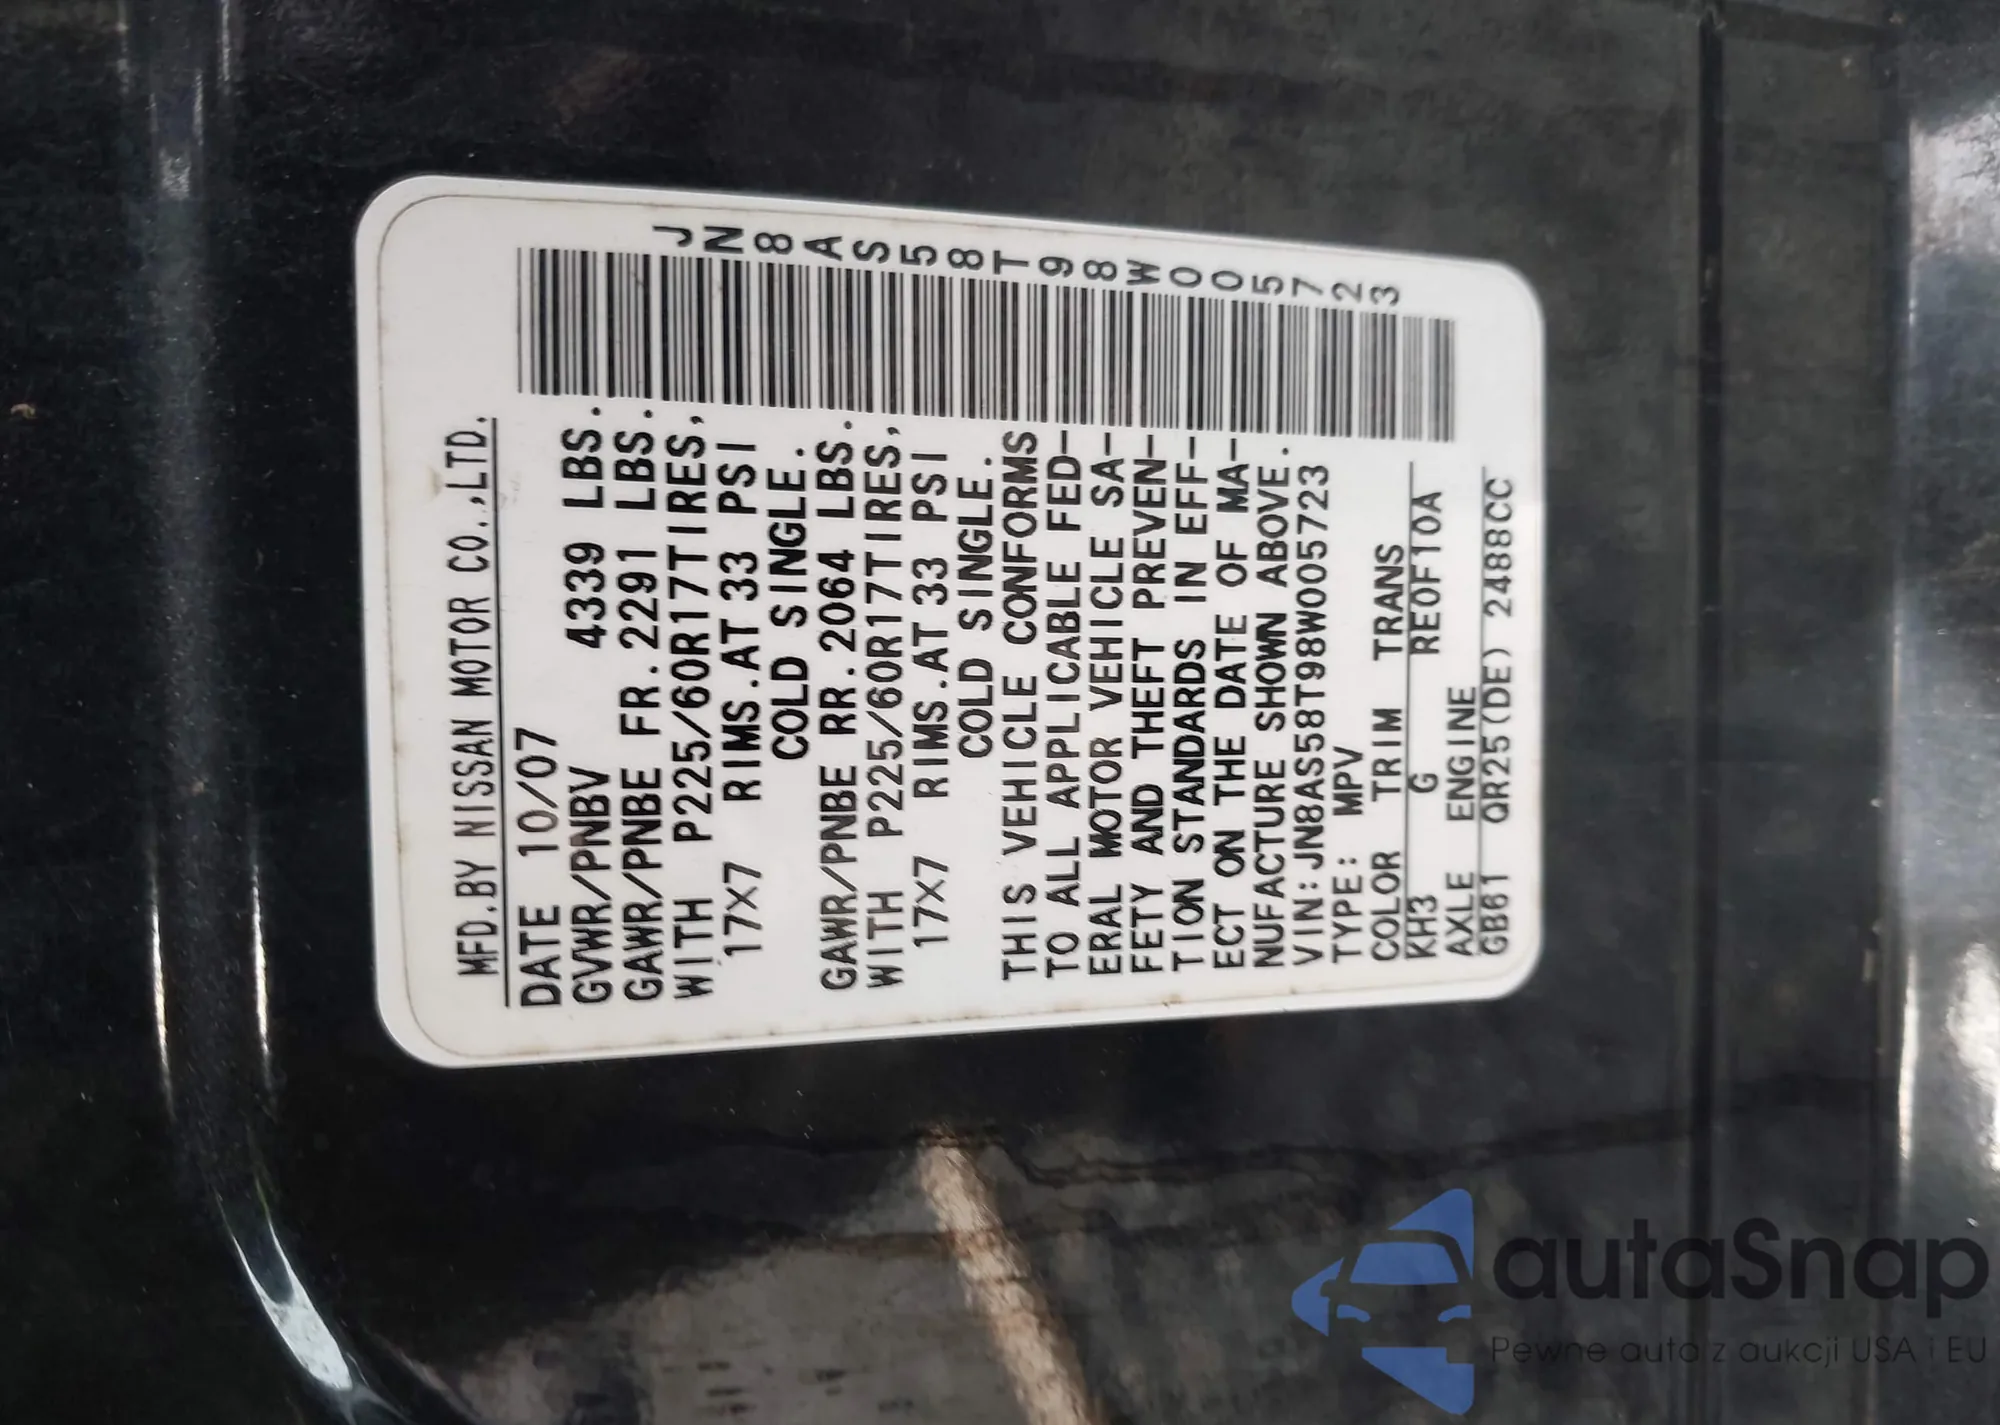 MFD.BY NISSAN MOTOR CO.,LTD.
DATE 10/07
GVWR/PNBV 4339 LBS.
GAWR/PNBE FR.2291 LBS.
WITH P225/60R17TIRES,
17X7 RIMS.AT 33 PSI
COLD SINGLE.
GAWR/PNBE RR.2064 LBS.
WITH P225/60R17TIRES,
17X7 RIMS.AT 33 PSI
COLD SINGLE.
THIS VEHICLE CONFORMS
TO ALL APPLICABLE FED-
ERAL MOTOR VEHICLE SA-
FETY AND THEFT PREVEN-
TION STANDARDS IN EFF-
ECT ON THE DATE OF MA-
NUFACTURE SHOWN ABOVE.
VIN:JN8AS58T98W005723
TYPE: MPV
COLOR TRIM TRANS
KH3 G RE0F10A
AXLE ENGINE
GB61 QR25(DE) 2488CC
JN8AS58T98W005723
autaSnap
Pewne auta z aukcji USA i EU